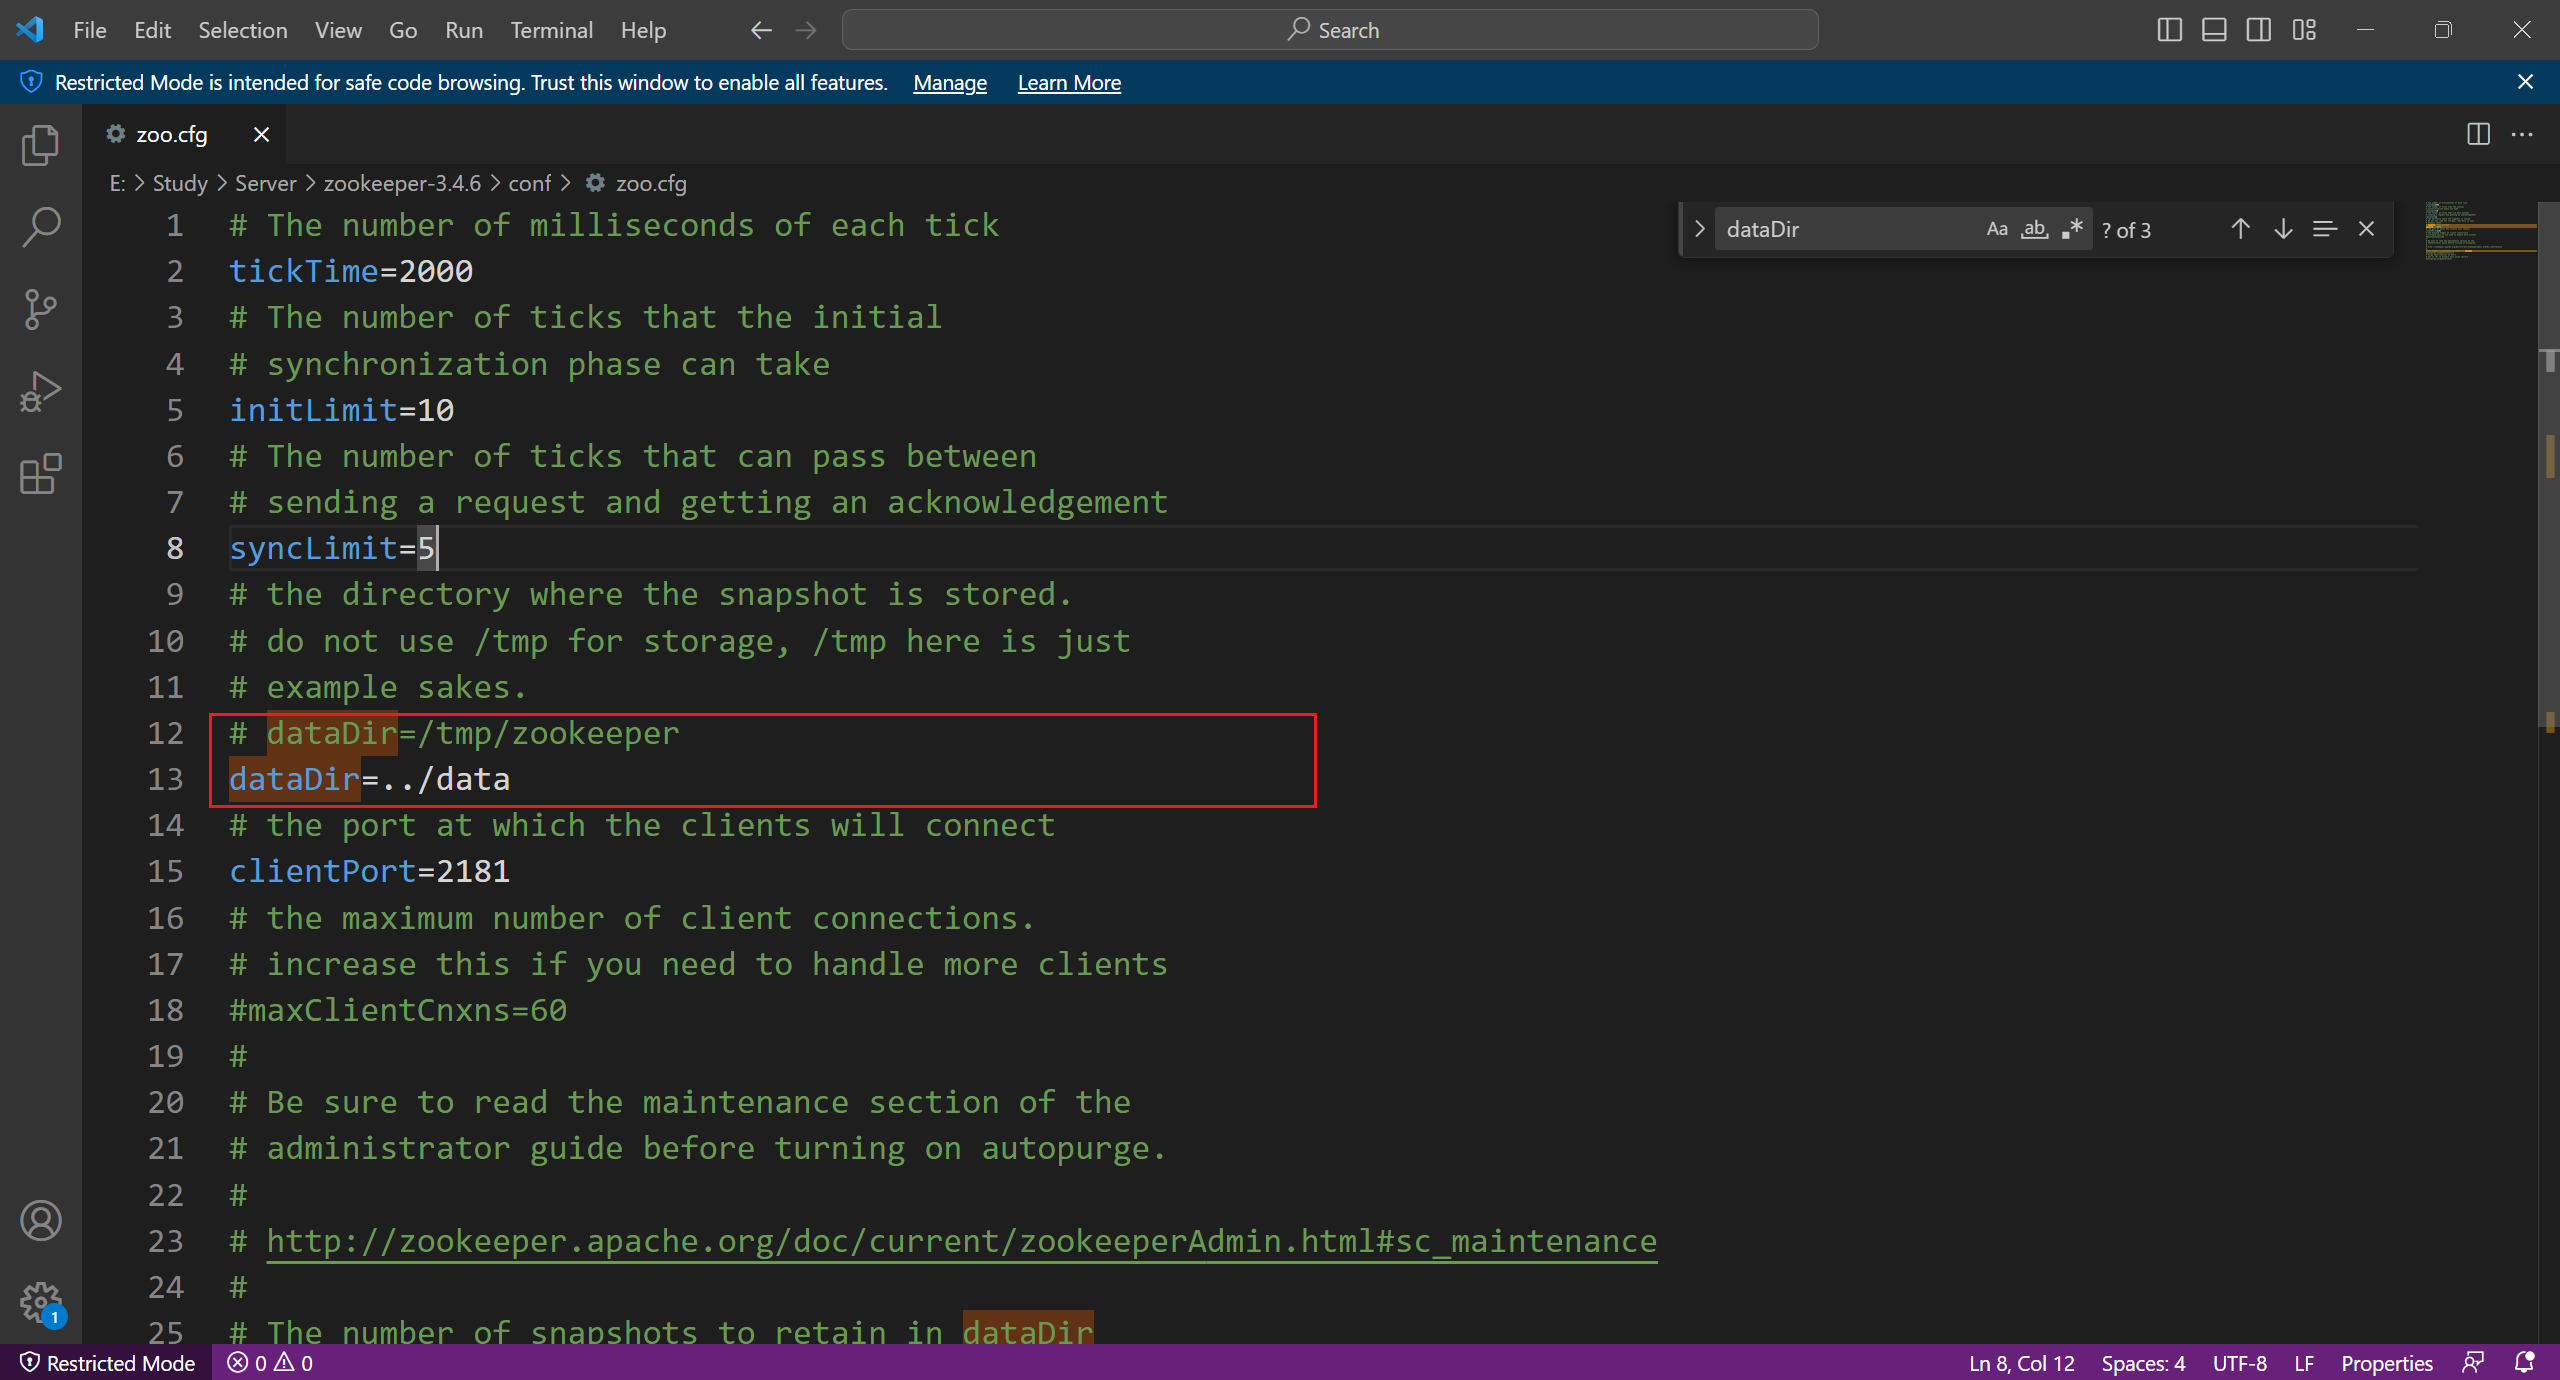 File Edit Selection View Go Run Terminal Help Search
Restricted Mode is intended for safe code browsing. Trust this window to enable all features. Manage Learn More
zoo.cfg
E: > Study > Server > zookeeper-3.4.6 > conf > zoo.cfg
dataDir Aa ab .* ? of 3
1 # The number of milliseconds of each tick
2 tickTime=2000
3 # The number of ticks that the initial
4 # synchronization phase can take
5 initLimit=10
6 # The number of ticks that can pass between
7 # sending a request and getting an acknowledgement
8 syncLimit=5
9 # the directory where the snapshot is stored.
10 # do not use /tmp for storage, /tmp here is just
11 # example sakes.
12 # dataDir=/tmp/zookeeper
13 dataDir=../data
14 # the port at which the clients will connect
15 clientPort=2181
16 # the maximum number of client connections.
17 # increase this if you need to handle more clients
18 #maxClientCnxns=60
19 #
20 # Be sure to read the maintenance section of the
21 # administrator guide before turning on autopurge.
22 #
23 # http://zookeeper.apache.org/doc/current/zookeeperAdmin.html#sc_maintenance
24 #
25 # The number of snapshots to retain in dataDir
1
Restricted Mode 0 0 Ln 8, Col 12 Spaces: 4 UTF-8 LF Properties